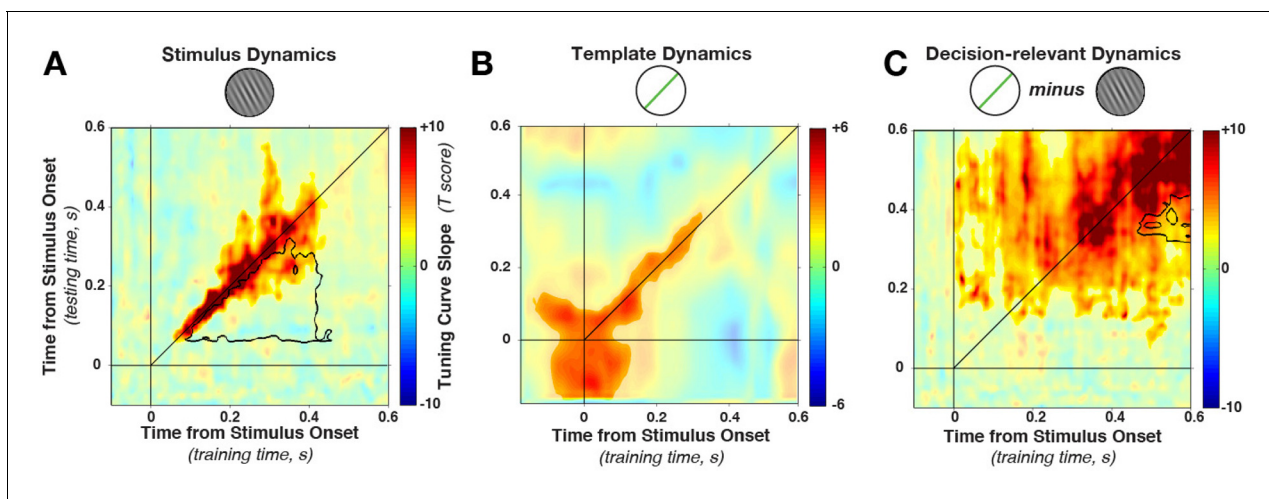 A
Stimulus Dynamics
0.6
0.4
0.2
0
0
0.2
0.4
0.6
Time from Stimulus Onset
(testing time, s)
Time from Stimulus Onset
(training time, s)
+10
0
-10
Tuning Curve Slope (T score)
B
Template Dynamics
0.6
0.4
0.2
0
0
0.2
0.4
0.6
Time from Stimulus Onset
(training time, s)
+6
0
-6
C
Decision-relevant Dynamics
minus
0.6
0.4
0.2
0
0
0.2
0.4
0.6
Time from Stimulus Onset
(training time, s)
+10
0
-10